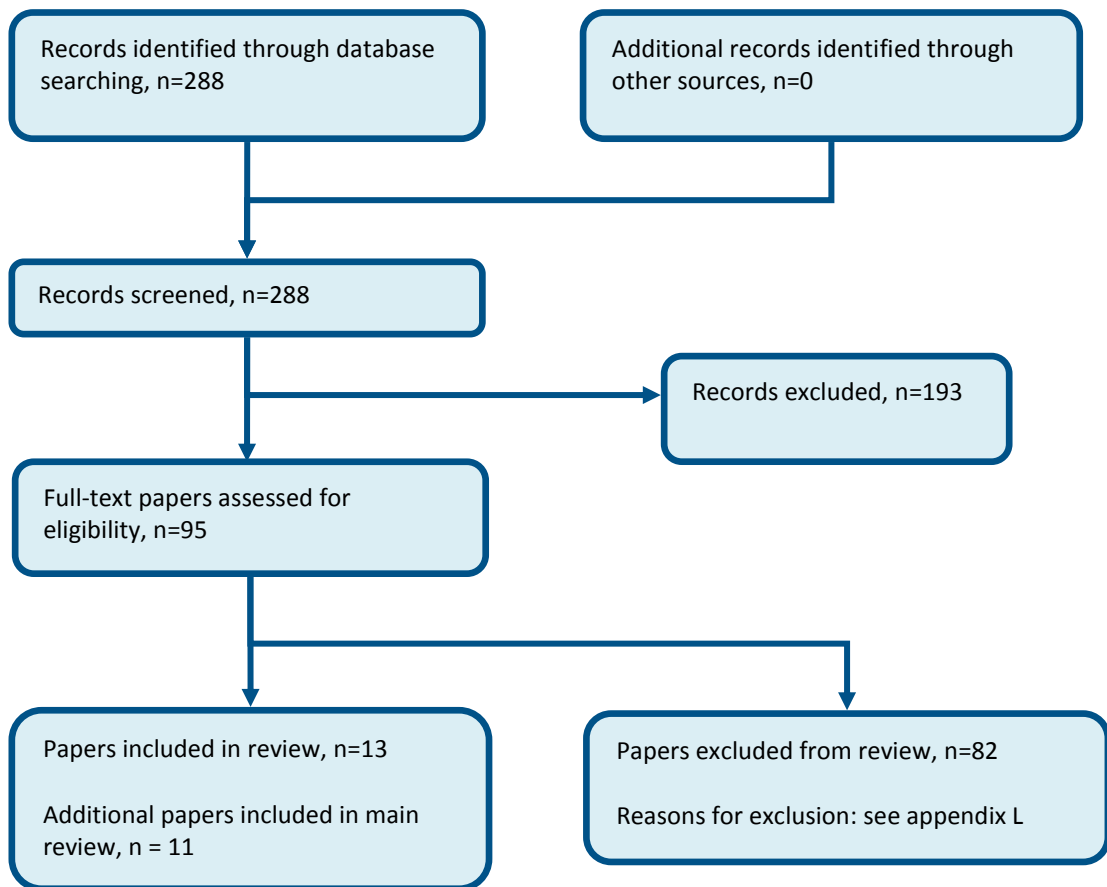 Records identified through database
searching, n=288
Additional records identified through
other sources, n=0
Records screened, n=288
Records excluded, n=193
Full-text papers assessed for
eligibility, n=95
Papers included in review, n=13
Additional papers included in main
review, n = 11
Papers excluded from review, n=82
Reasons for exclusion: see appendix L